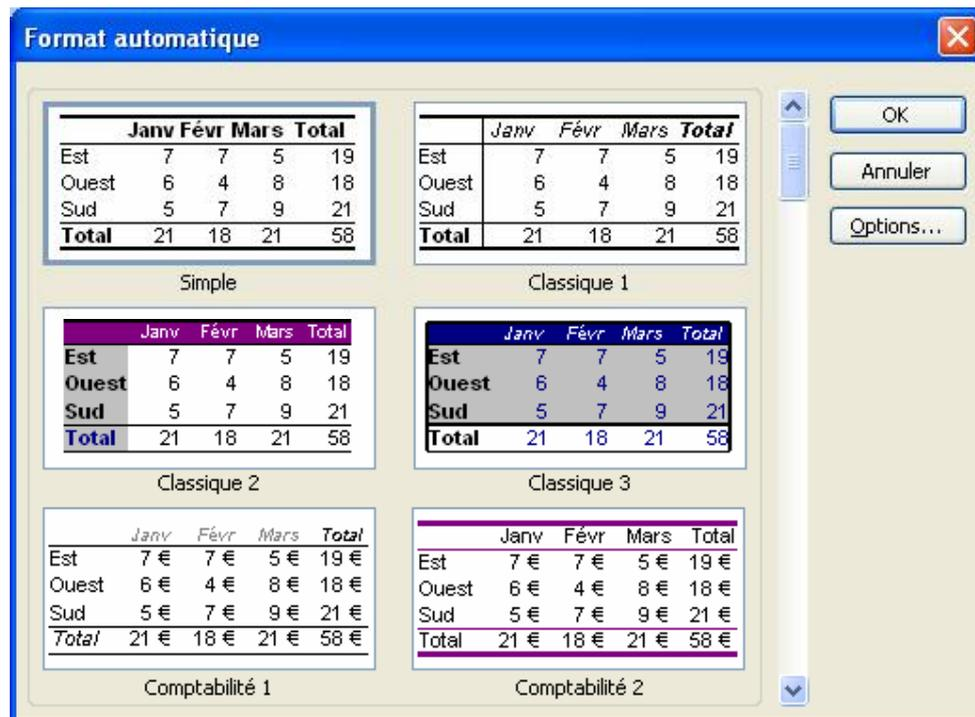 Format automatique
Janv Févr Mars Total
Est 7 7 5 19
Ouest 6 4 8 18
Sud 5 7 9 21
Total 21 18 21 58
Simple
Janv Févr Mars Total
Est 7 7 5 19
Ouest 6 4 8 18
Sud 5 7 9 21
Total 21 18 21 58
Classique 1
OK
Annuler
Options...
Janv Févr Mars Total
Est 7 7 5 19
Ouest 6 4 8 18
Sud 5 7 9 21
Total 21 18 21 58
Classique 2
Janv Févr Mars Total
Est 7 7 5 19
Ouest 6 4 8 18
Sud 5 7 9 21
Total 21 18 21 58
Classique 3
Janv Févr Mars Total
Est 7 € 7 € 5 € 19 €
Ouest 6 € 4 € 8 € 18 €
Sud 5 € 7 € 9 € 21 €
Total 21 € 18 € 21 € 58 €
Comptabilité 1
Janv Févr Mars Total
Est 7 € 7 € 5 € 19 €
Ouest 6 € 4 € 8 € 18 €
Sud 5 € 7 € 9 € 21 €
Total 21 € 18 € 21 € 58 €
Comptabilité 2